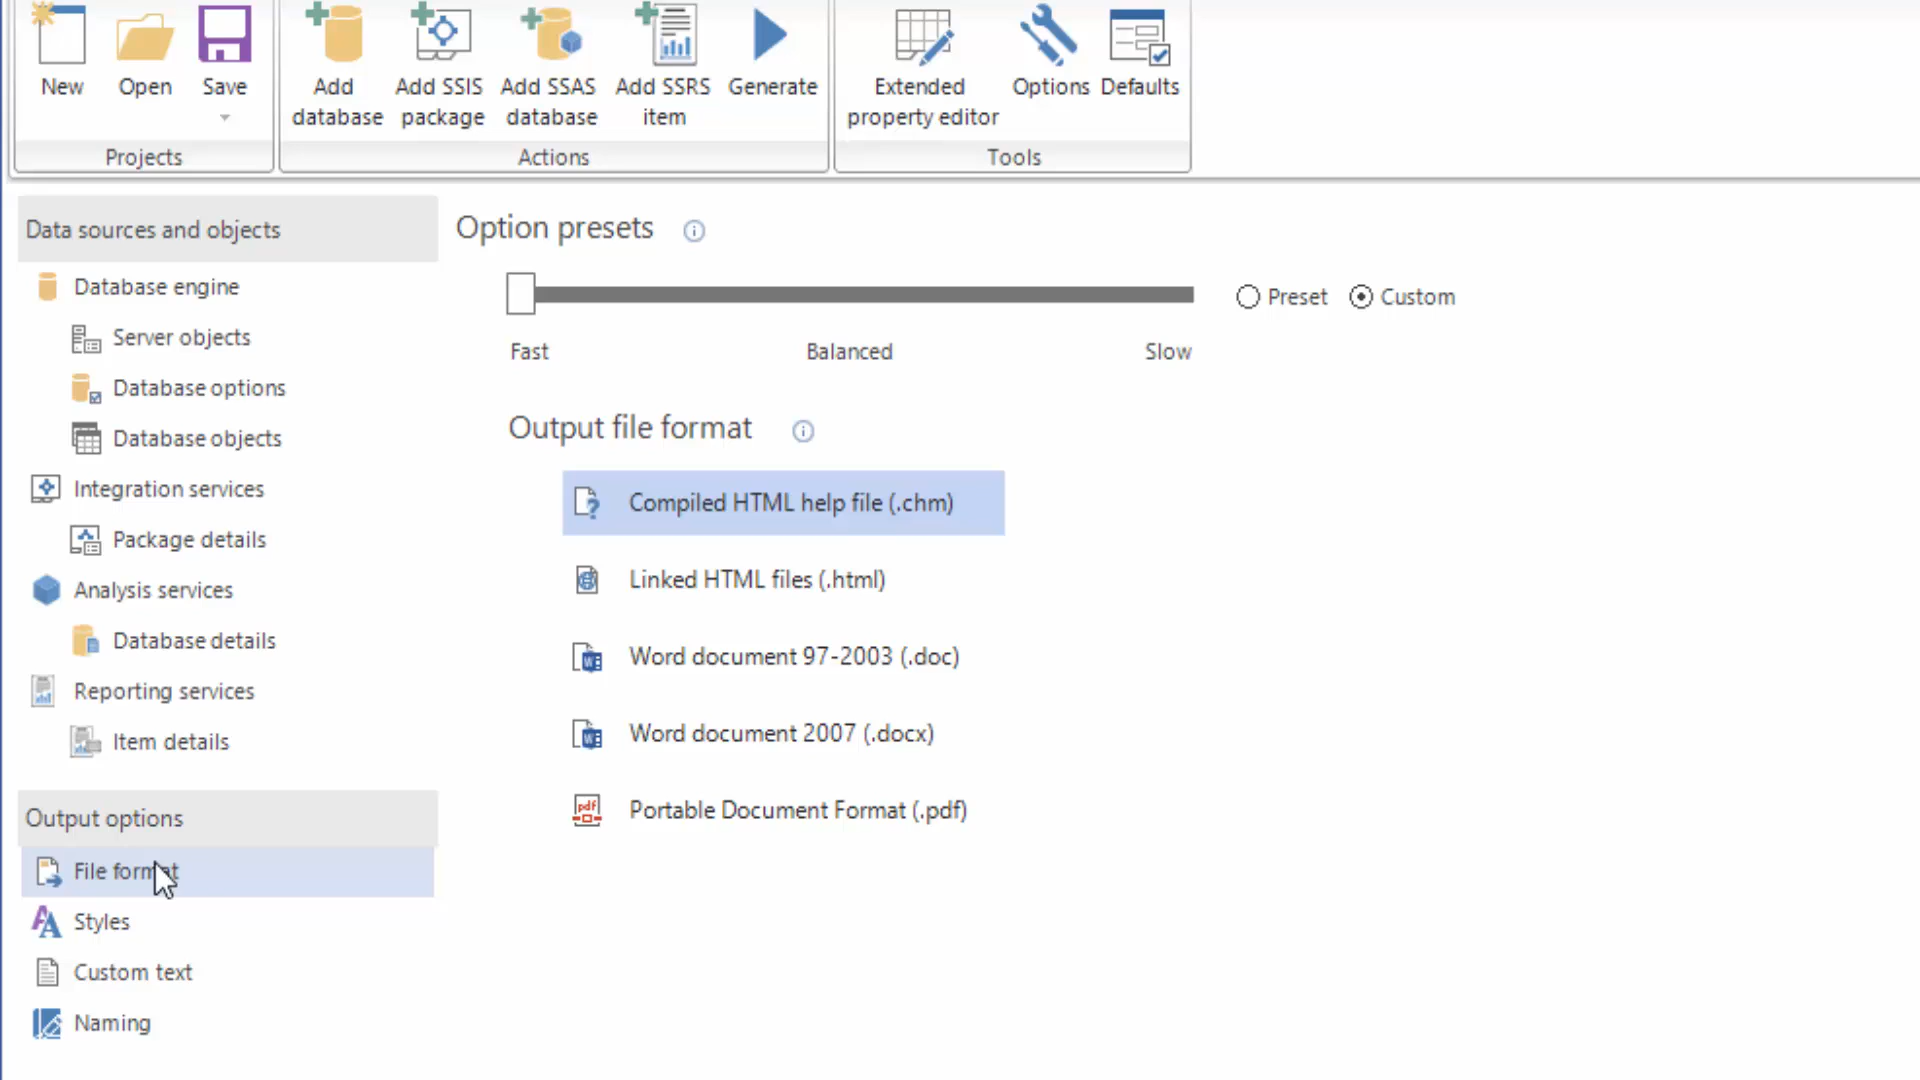 New Open Save
Add database
Add SSIS package
Add SSAS database
Add SSRS item
Generate
Extended property editor
Options Defaults
Projects Actions Tools
Data sources and objects
Database engine
Server objects
Database options
Database objects
Integration services
Package details
Analysis services
Database details
Reporting services
Item details
Output options
File format
Styles
Custom text
Naming
Option presets
Preset Custom
Fast Balanced Slow
Output file format
Compiled HTML help file (.chm)
Linked HTML files (.html)
Word document 97-2003 (.doc)
Word document 2007 (.docx)
Portable Document Format (.pdf)